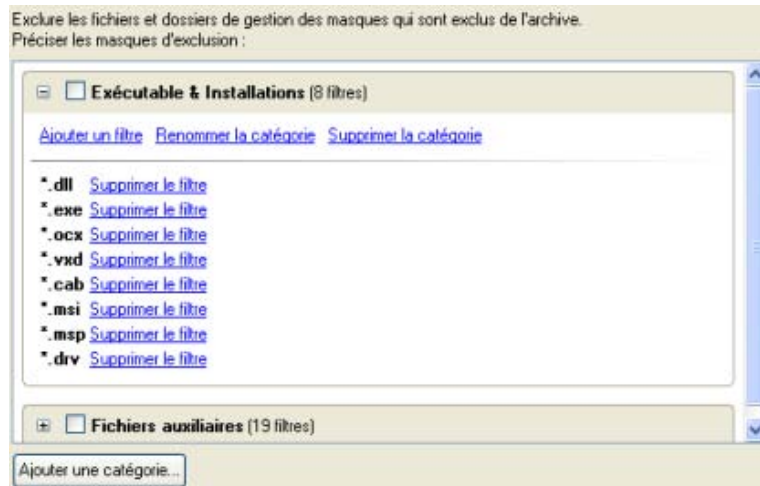 Exclure les fichiers et dossiers de gestion des masques qui sont exclus de l'archive.
Préciser les masques d'exclusion :
Exécutable & Installations (8 filtres)
Ajouter un filtre Renommer la catégorie Supprimer la catégorie
*.dll Supprimer le filtre
*.exe Supprimer le filtre
*.ocx Supprimer le filtre
*.vxd Supprimer le filtre
*.cab Supprimer le filtre
*.msi Supprimer le filtre
*.msp Supprimer le filtre
*.drv Supprimer le filtre
Fichiers auxiliaires (19 filtres)
Ajouter une catégorie...